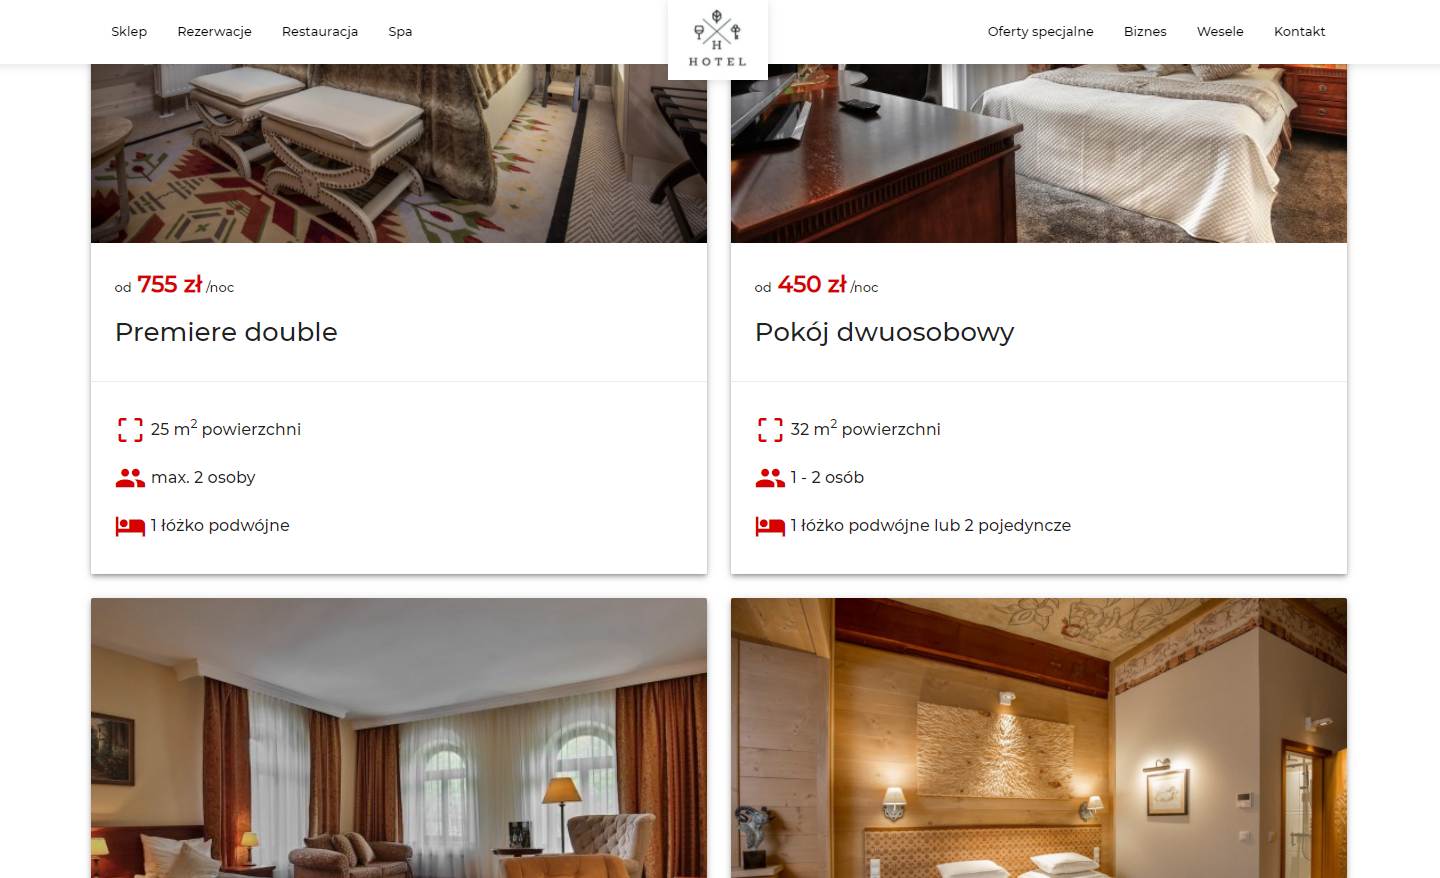 Sklep Rezerwacje Restauracja Spa
H
HOTEL
Oferty specjalne Biznes Wesele Kontakt
od 755 zł /noc
Premiere double
25 m² powierzchni
max. 2 osoby
1 łóżko podwójne
od 450 zł /noc
Pokój dwuosobowy
32 m² powierzchni
1 - 2 osób
1 łóżko podwójne lub 2 pojedyncze